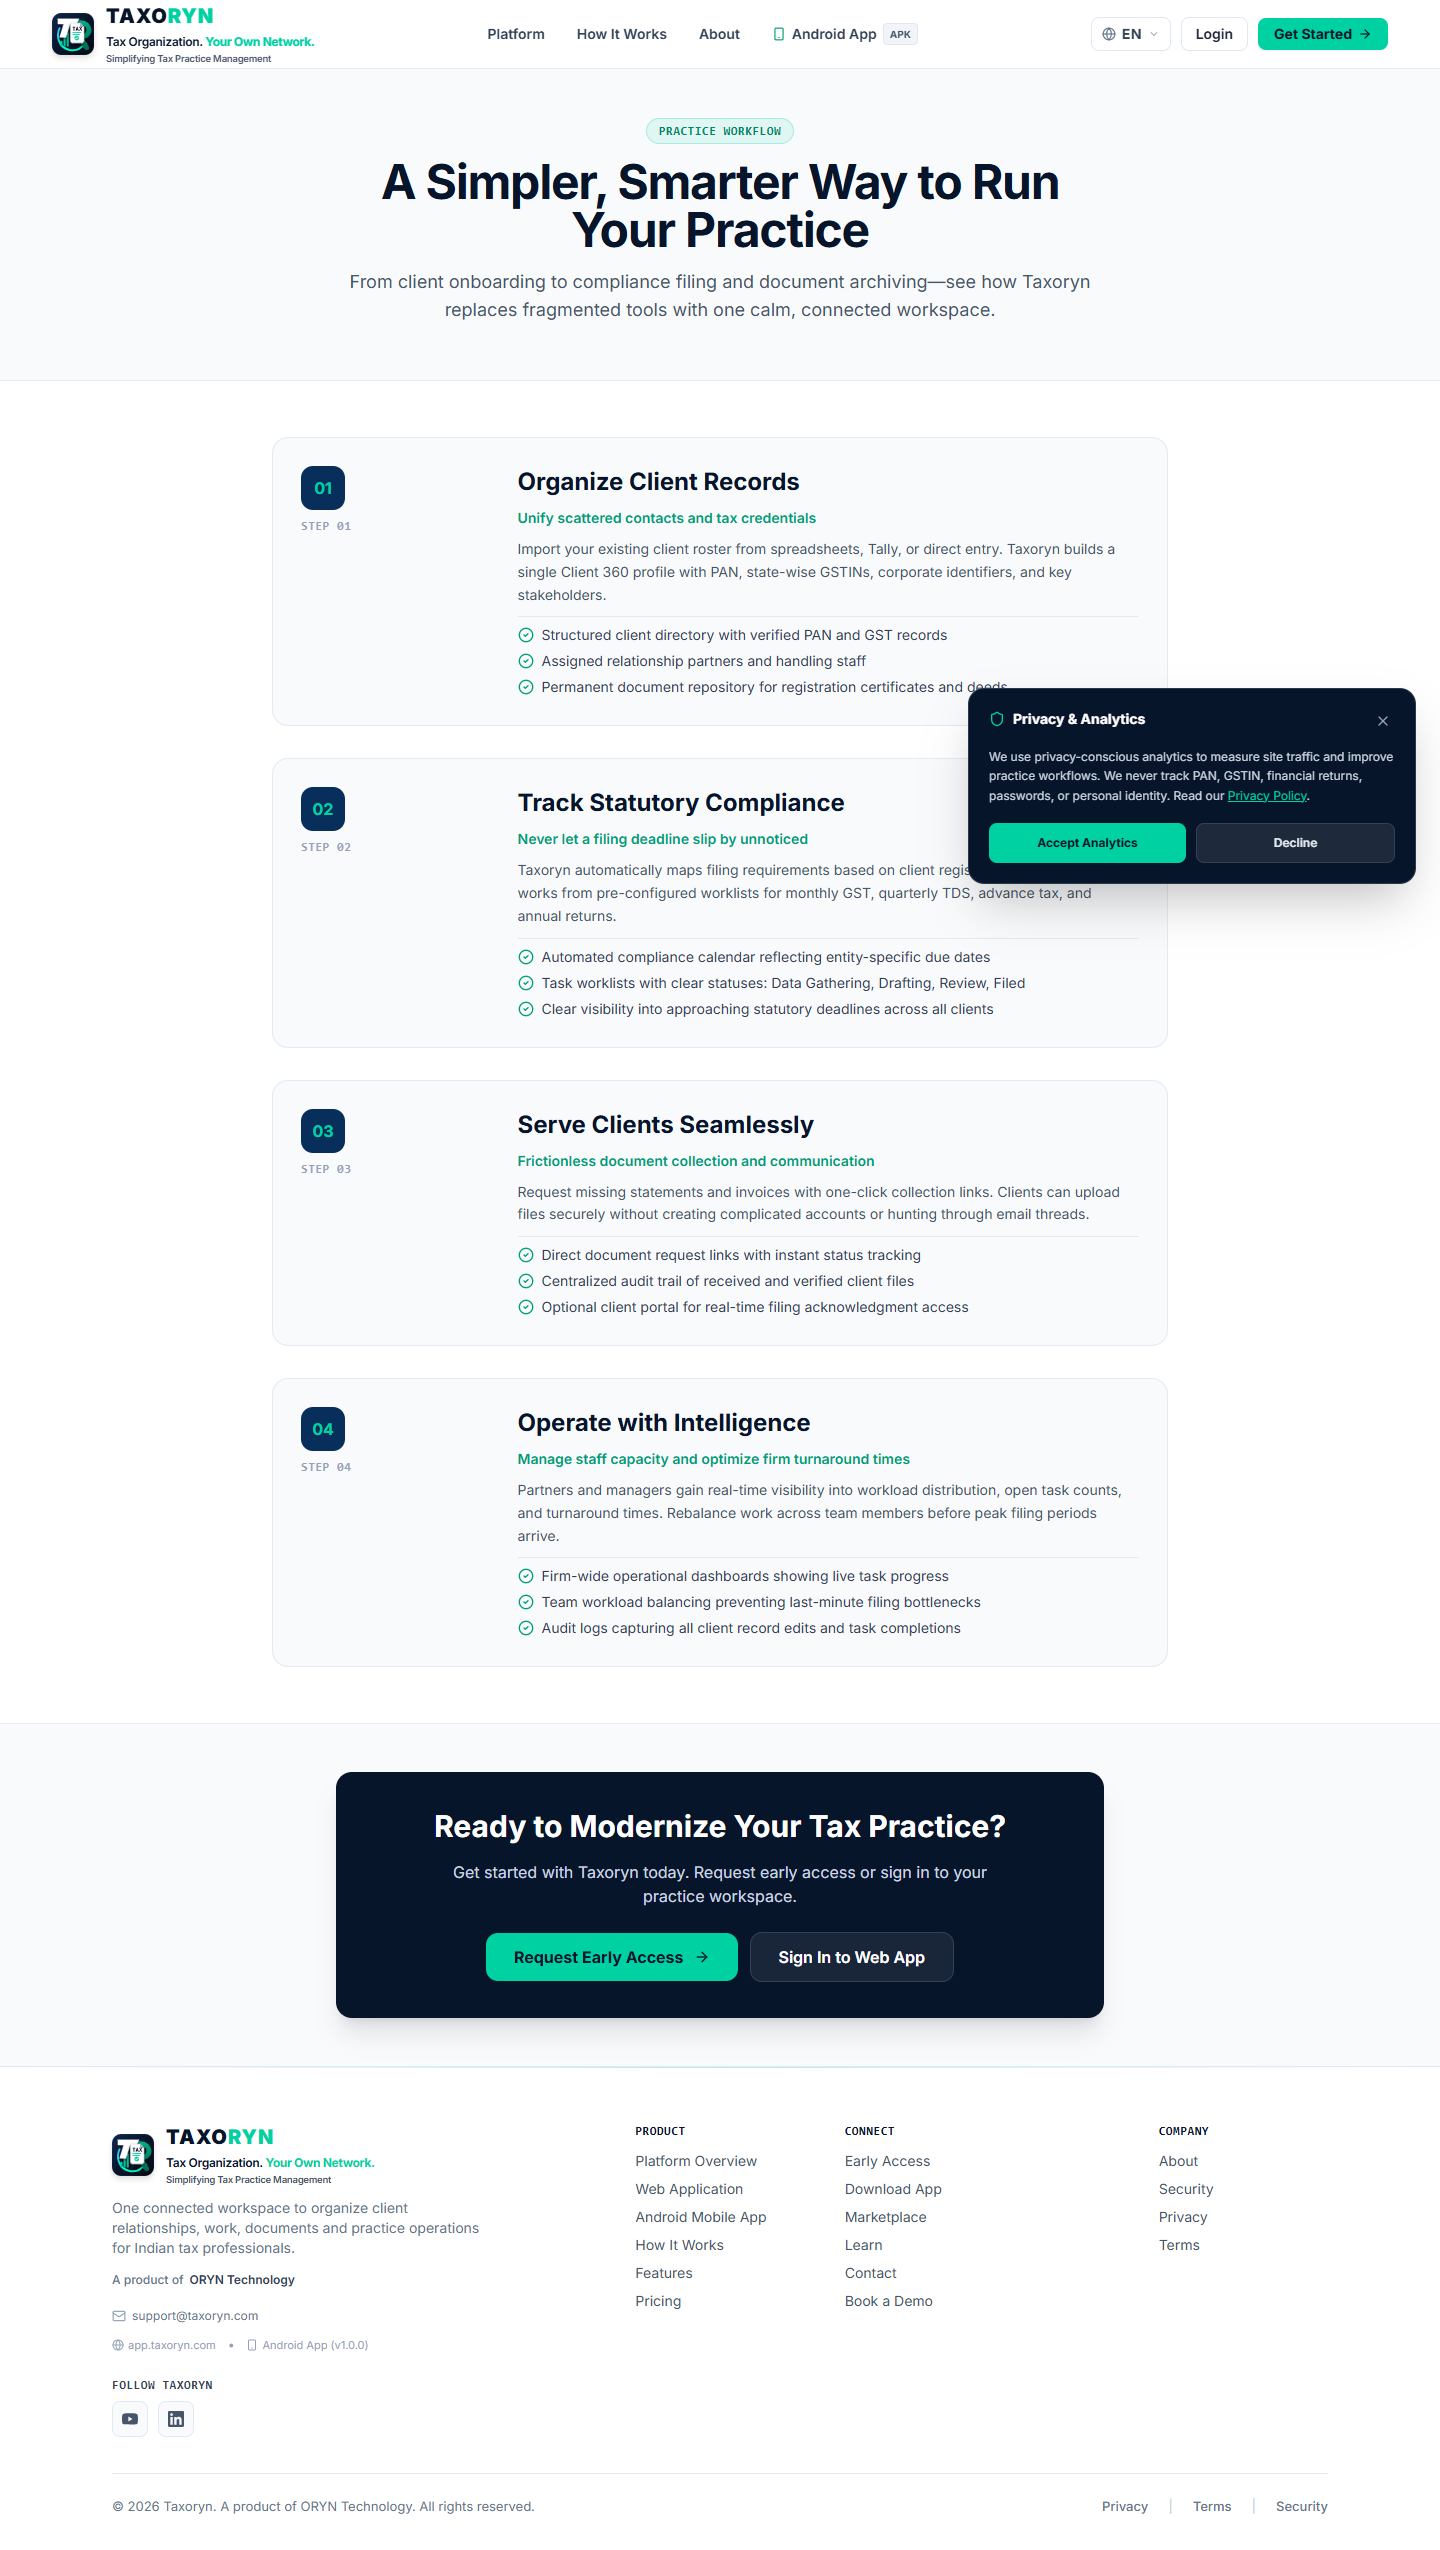 TAXORYN
Tax Organization. Your Own Network.
Simplifying Tax Practice Management
Platform
How It Works
About
Android App APK
EN
Login
Get Started
PRACTICE WORKFLOW
A Simpler, Smarter Way to Run
Your Practice
From client onboarding to compliance filing and document archiving—see how Taxoryn
replaces fragmented tools with one calm, connected workspace.
01
STEP 01
Organize Client Records
Unify scattered contacts and tax credentials
Import your existing client roster from spreadsheets, Tally, or direct entry. Taxoryn builds a
single Client 360 profile with PAN, state-wise GSTINs, corporate identifiers, and key
stakeholders.
Structured client directory with verified PAN and GST records
Assigned relationship partners and handling staff
Permanent document repository for registration certificates and deeds
Privacy & Analytics
We use privacy-conscious analytics to measure site traffic and improve
practice workflows. We never track PAN, GSTIN, financial returns,
passwords, or personal identity. Read our Privacy Policy.
Accept Analytics
Decline
02
STEP 02
Track Statutory Compliance
Never let a filing deadline slip by unnoticed
Taxoryn automatically maps filing requirements based on client
works from pre-configured worklists for monthly GST, quarterly TDS, advance tax, and
annual returns.
Automated compliance calendar reflecting entity-specific due dates
Task worklists with clear statuses: Data Gathering, Drafting, Review, Filed
Clear visibility into approaching statutory deadlines across all clients
03
STEP 03
Serve Clients Seamlessly
Frictionless document collection and communication
Request missing statements and invoices with one-click collection links. Clients can upload
files securely without creating complicated accounts or hunting through email threads.
Direct document request links with instant status tracking
Centralized audit trail of received and verified client files
Optional client portal for real-time filing acknowledgment access
04
STEP 04
Operate with Intelligence
Manage staff capacity and optimize firm turnaround times
Partners and managers gain real-time visibility into workload distribution, open task counts,
and turnaround times. Rebalance work across team members before peak filing periods
arrive.
Firm-wide operational dashboards showing live task progress
Team workload balancing preventing last-minute filing bottlenecks
Audit logs capturing all client record edits and task completions
Ready to Modernize Your Tax Practice?
Get started with Taxoryn today. Request early access or sign in to your
practice workspace.
Request Early Access
Sign In to Web App
TAXORYN
Tax Organization. Your Own Network.
Simplifying Tax Practice Management
One connected workspace to organize client
relationships, work, documents and practice operations
for Indian tax professionals.
A product of ORYN Technology
support@taxoryn.com
app.taxoryn.com • Android App (v1.0.0)
FOLLOW TAXORYN
PRODUCT
Platform Overview
Web Application
Android Mobile App
How It Works
Features
Pricing
CONNECT
Early Access
Download App
Marketplace
Learn
Contact
Book a Demo
COMPANY
About
Security
Privacy
Terms
© 2026 Taxoryn. A product of ORYN Technology. All rights reserved.
Privacy | Terms | Security